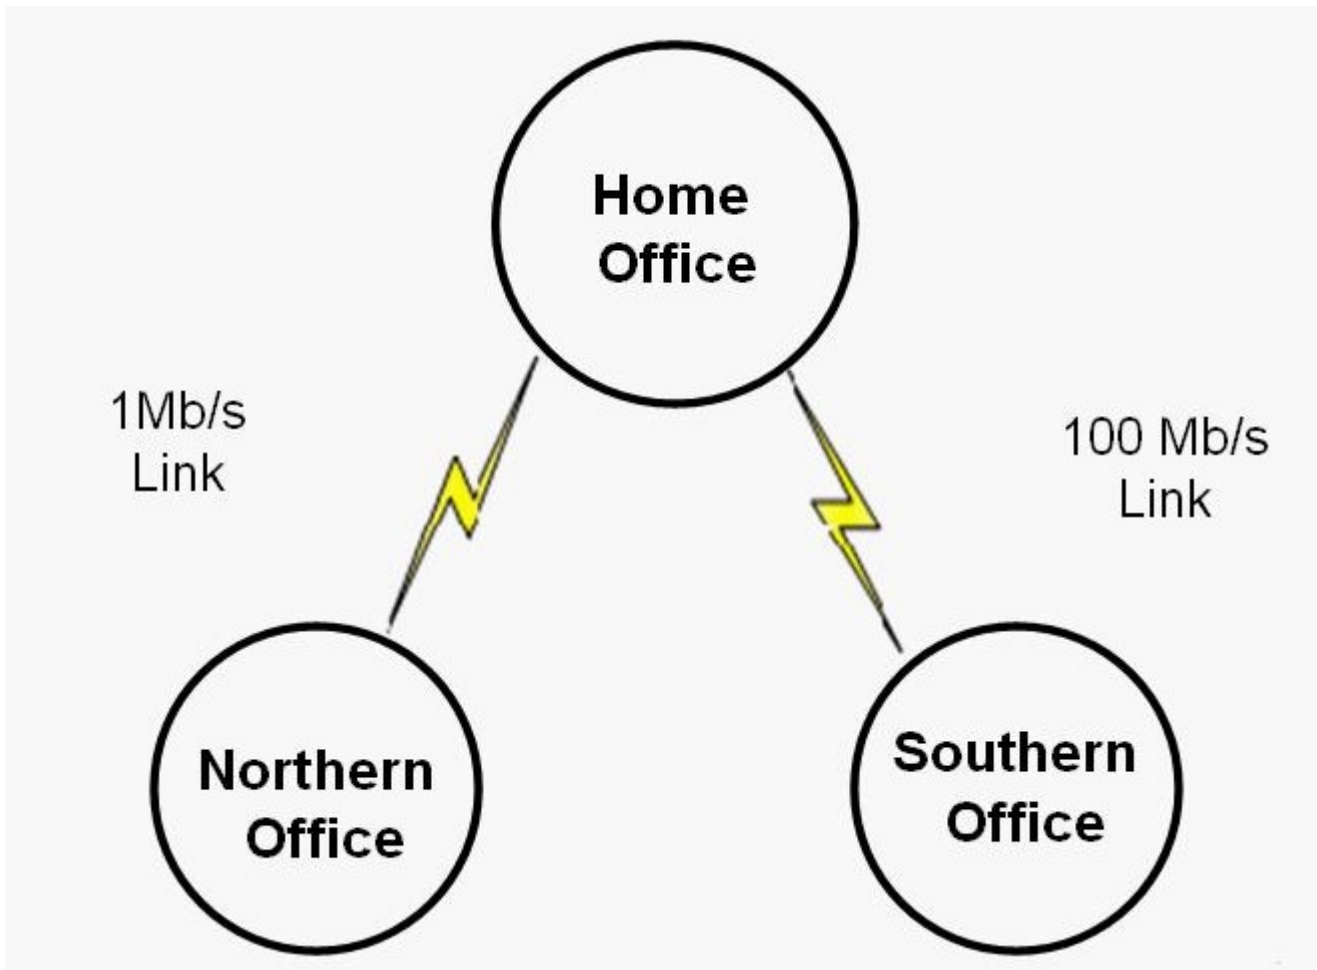 Home
Office
1Mb/s
Link
100 Mb/s
Link
Northern
Office
Southern
Office